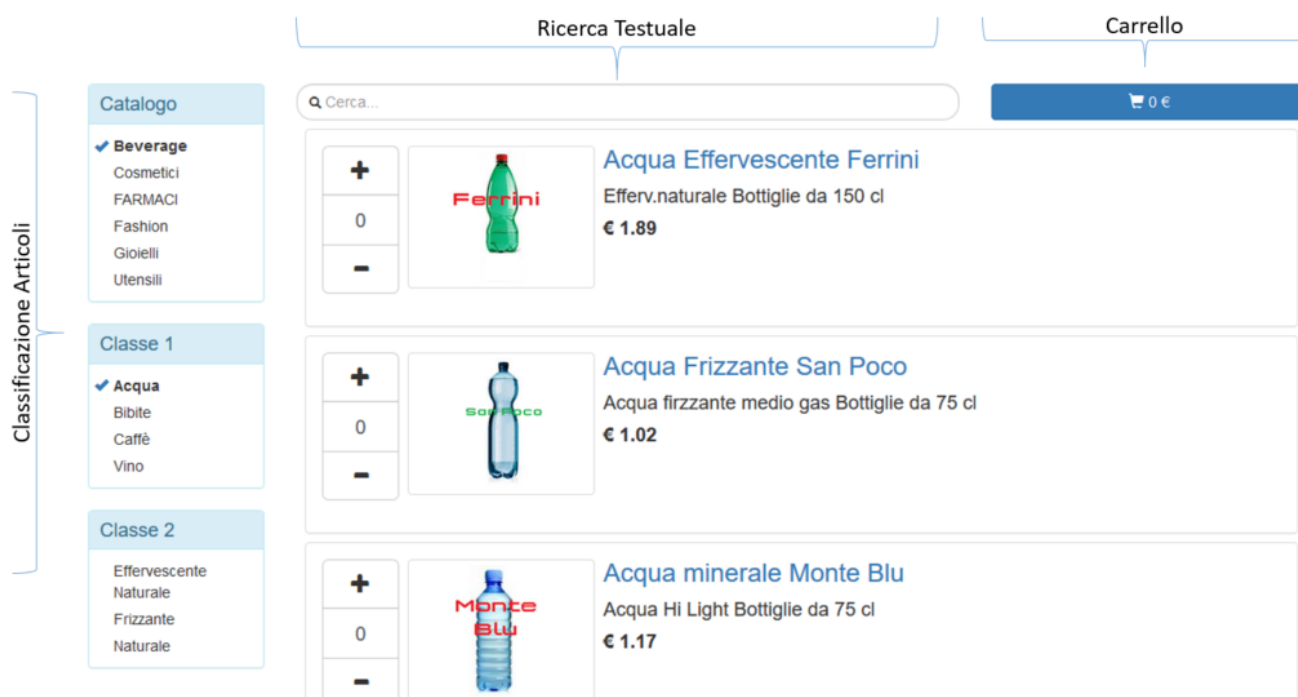 Ricerca Testuale
Carrello
Classificazione Articoli
Catalogo
Beverage
Cosmetici
FARMACI
Fashion
Gioielli
Utensili
Classe 1
Acqua
Bibite
Caffè
Vino
Classe 2
Effervescente
Naturale
Frizzante
Naturale
Cerca...
0 €
+
0
-
Ferrini
Acqua Effervescente Ferrini
Efferv.naturale Bottiglie da 150 cl
€ 1.89
+
0
-
San Poco
Acqua Frizzante San Poco
Acqua firzzante medio gas Bottiglie da 75 cl
€ 1.02
+
0
-
Monte
Blu
Acqua minerale Monte Blu
Acqua Hi Light Bottiglie da 75 cl
€ 1.17